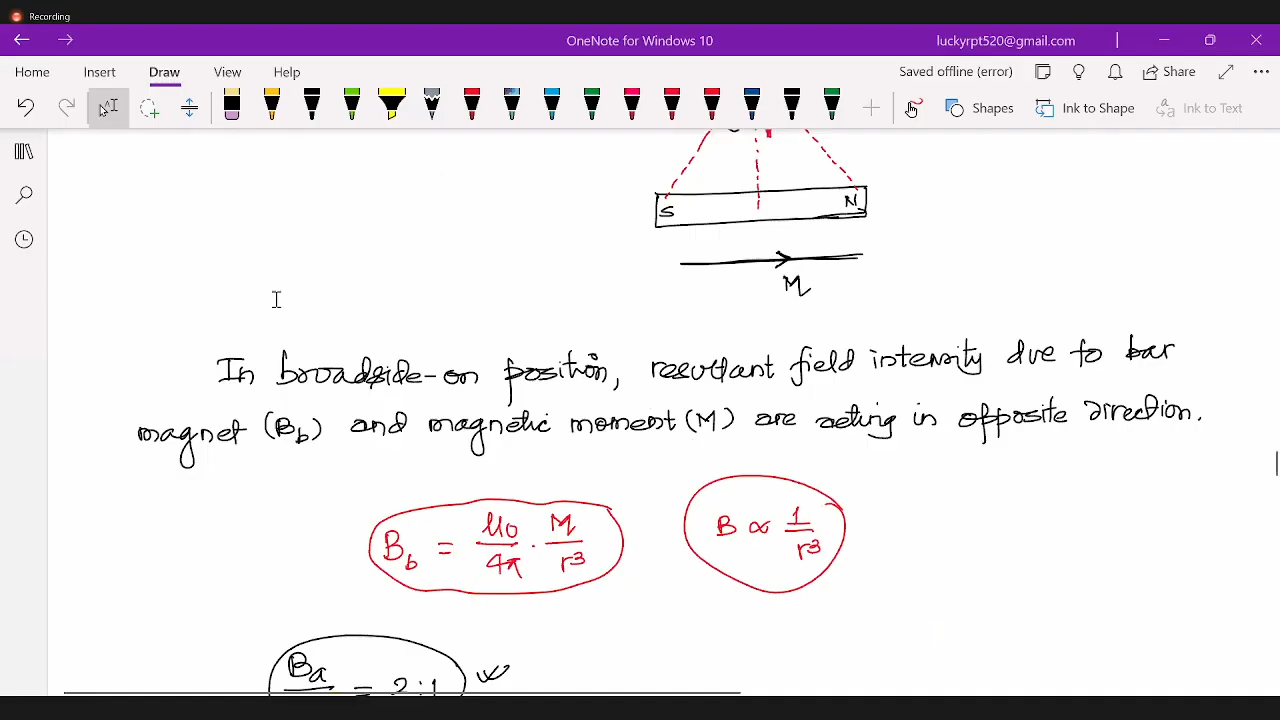 Recording
OneNote for Windows 10
luckyrpt520@gmail.com
Home Insert Draw View Help
Saved offline (error)
Share
Shapes
Ink to Shape
Ink to Text
S N
M
In broadside-on position, resultant field intensity due to bar
magnet (Bb) and magnetic moment (M) are acting in opposite direction.
Bb = μ0/4π · M/r³
B ∝ 1/r³
Ba = 2:1